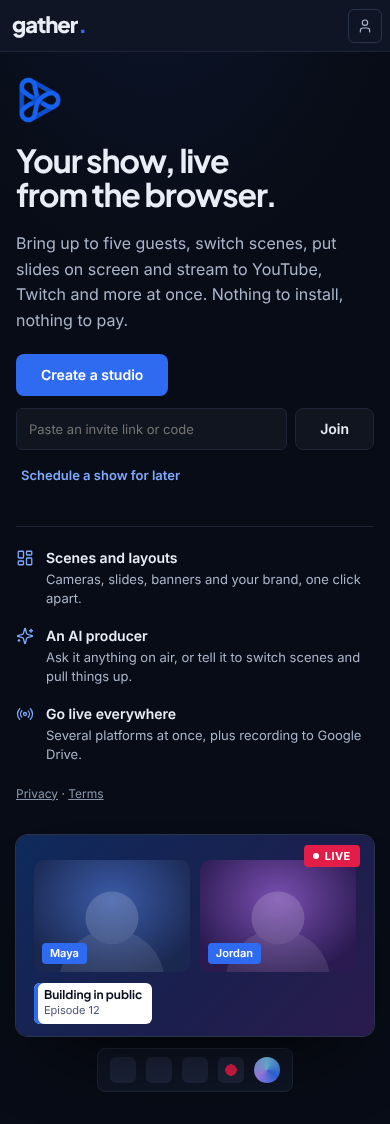 gather.
Your show, live
from the browser.
Bring up to five guests, switch scenes, put
slides on screen and stream to YouTube,
Twitch and more at once. Nothing to install,
nothing to pay.
Create a studio
Paste an invite link or code
Join
Schedule a show for later
Scenes and layouts
Cameras, slides, banners and your brand, one click
apart.
An AI producer
Ask it anything on air, or tell it to switch scenes and
pull things up.
Go live everywhere
Several platforms at once, plus recording to Google
Drive.
Privacy · Terms
LIVE
Maya
Jordan
Building in public
Episode 12